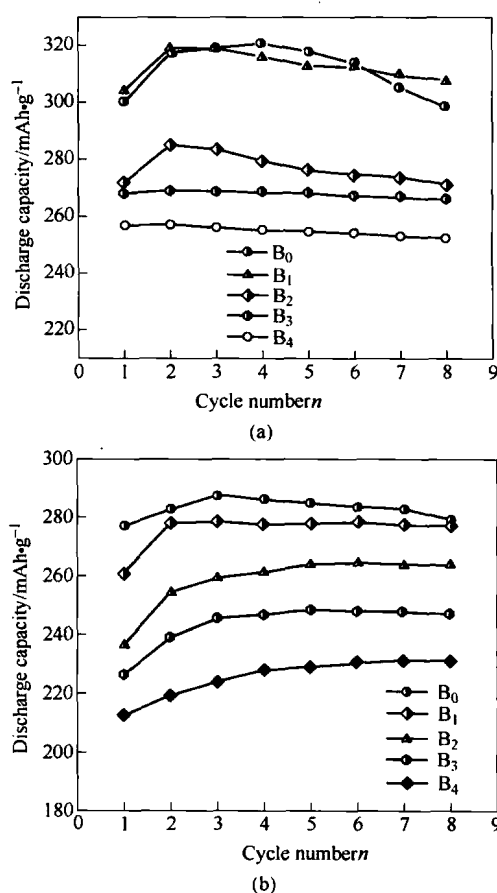 320
300
280
260
240
220
Discharge capacity/mAh•g⁻¹
B₀
B₁
B₂
B₃
B₄
0 1 2 3 4 5 6 7 8 9
Cycle numbern
(a)
300
280
260
240
220
200
180
Discharge capacity/mAh•g⁻¹
B₀
B₁
B₂
B₃
B₄
0 1 2 3 4 5 6 7 8 9
Cycle numbern
(b)